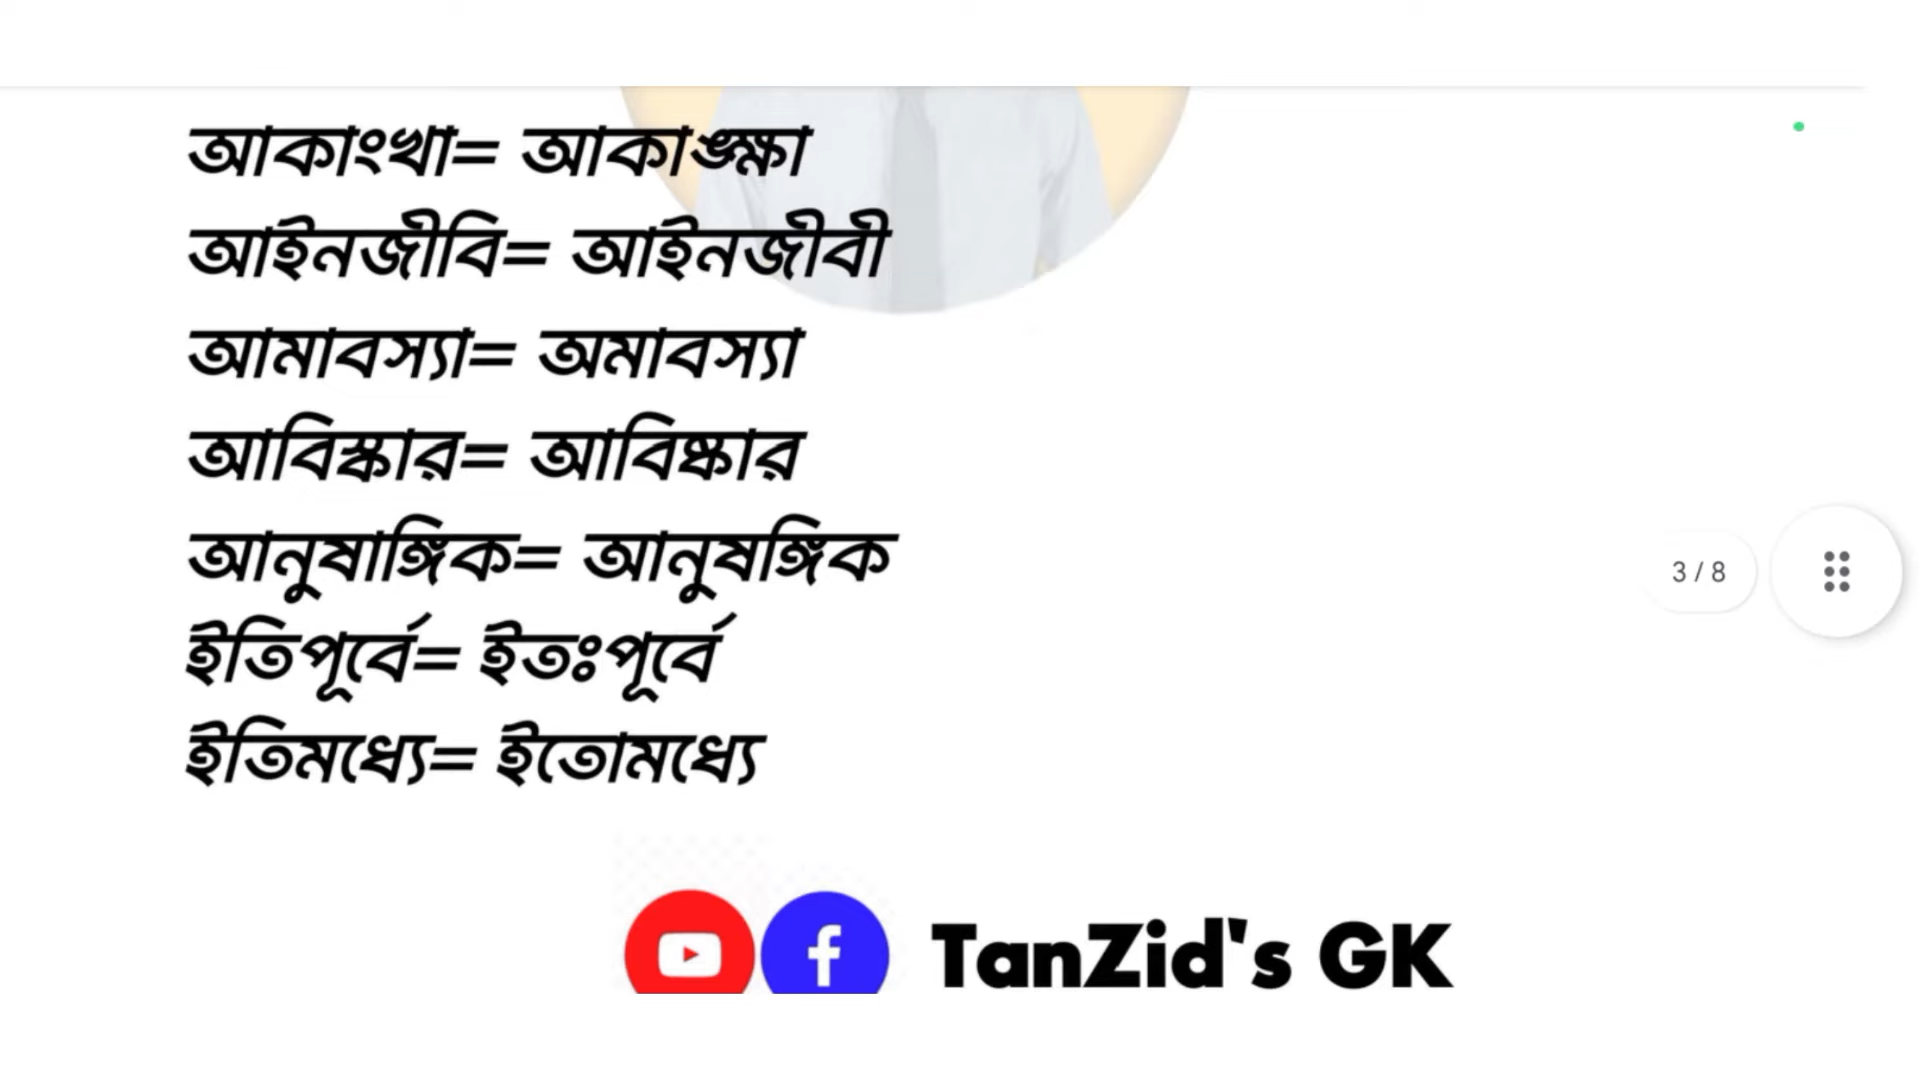 আকাংখা= আকাঙ্ক্ষা
আইনজীবি= আইনজীবী
আমাবস্যা= অমাবস্যা
আবিস্কার= আবিষ্কার
আনুষাঙ্গিক= আনুষঙ্গিক
ইতিপূর্বে= ইতঃপূর্বে
ইতিমধ্যে= ইতোমধ্যে
3 / 8
TanZid's GK